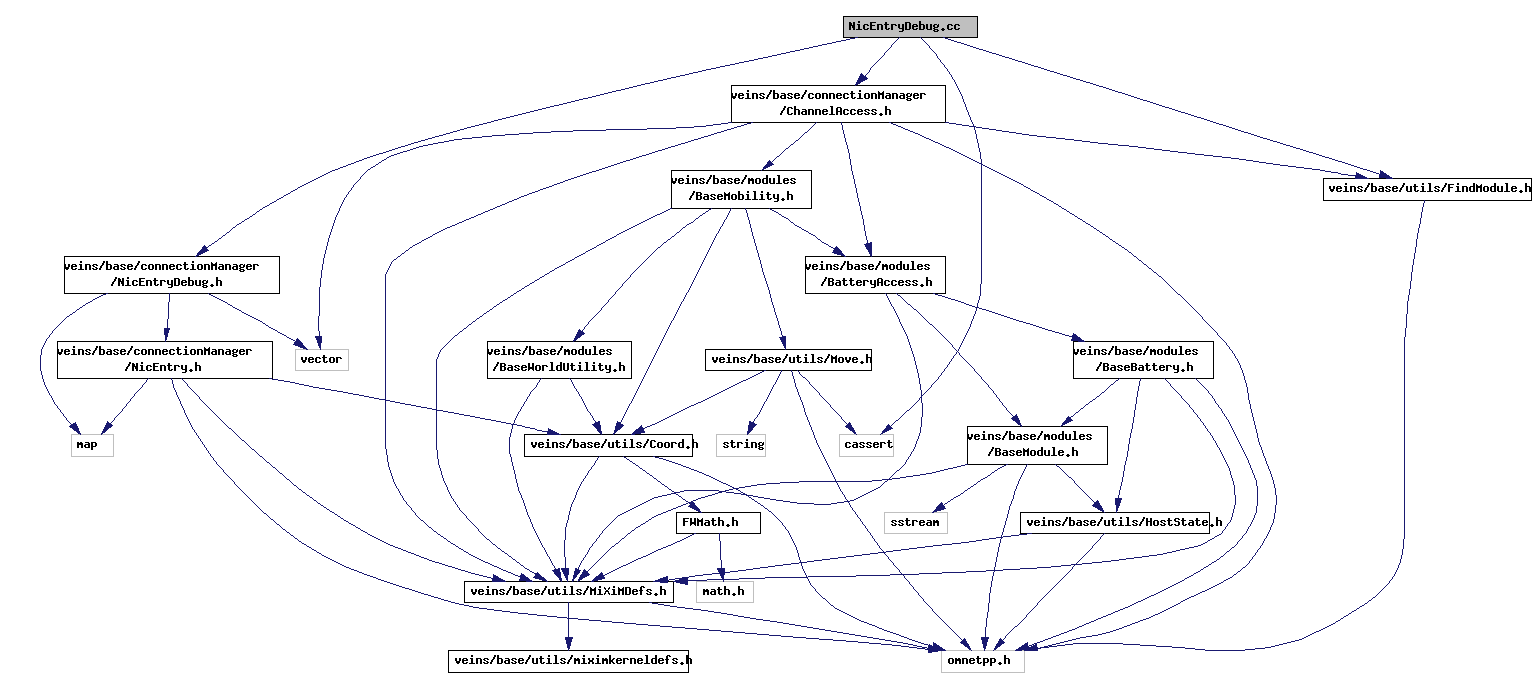 NicEntryDebug.cc
veins/base/connectionManager
/ChannelAccess.h
veins/base/modules
/BaseMobility.h
veins/base/utils/FindModule.h
veins/base/connectionManager
/NicEntryDebug.h
veins/base/modules
/BatteryAccess.h
veins/base/connectionManager
/NicEntry.h
vector
veins/base/modules
/BaseWorldUtility.h
veins/base/utils/Move.h
veins/base/modules
/BaseBattery.h
map
veins/base/utils/Coord.h
string
cassert
veins/base/modules
/BaseModule.h
FWMath.h
sstream
veins/base/utils/HostState.h
veins/base/utils/MiXiMDefs.h
math.h
veins/base/utils/miximkerneldefs.h
omnetpp.h